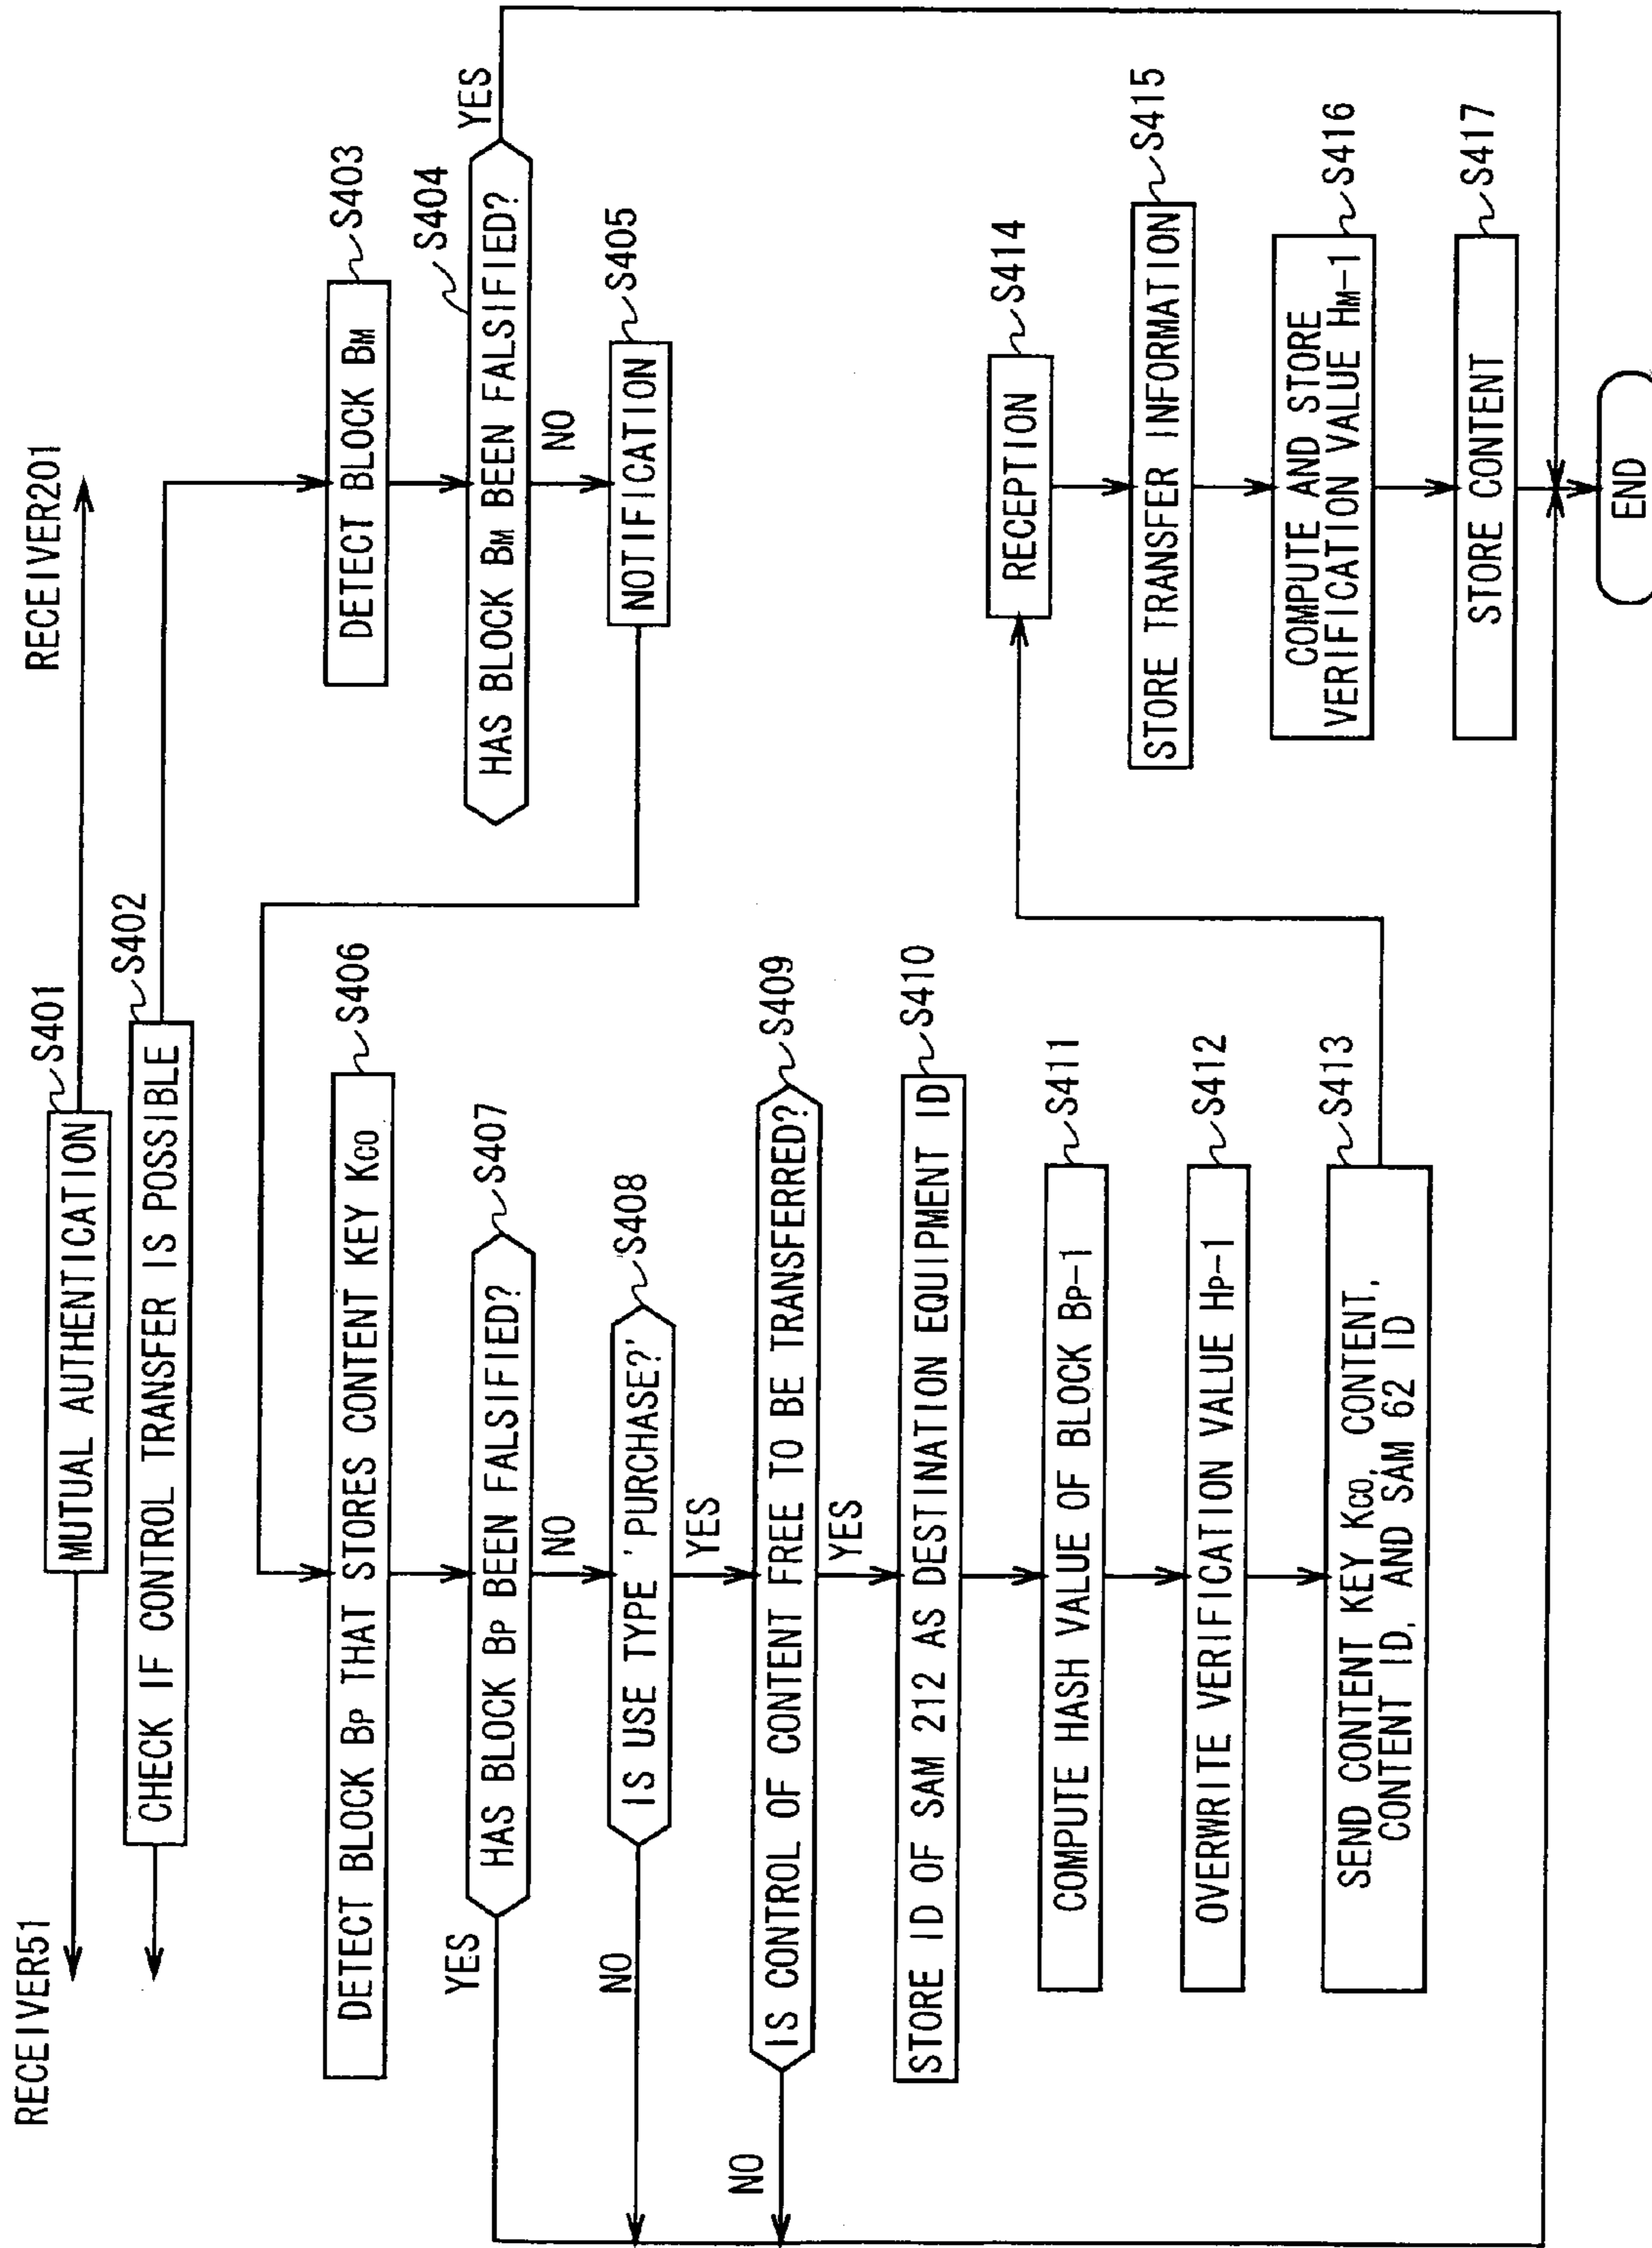 RECEIVER51
RECEIVER201
MUTUAL AUTHENTICATION
S401
CHECK IF CONTROL TRANSFER IS POSSIBLE
S402
DETECT BLOCK BM
S403
HAS BLOCK BM BEEN FALSIFIED?
S404
YES
NO
NOTIFICATION
S405
DETECT BLOCK BP THAT STORES CONTENT KEY KCO
S406
HAS BLOCK BP BEEN FALSIFIED?
S407
YES
NO
IS USE TYPE 'PURCHASE?'
S408
NO
YES
IS CONTROL OF CONTENT FREE TO BE TRANSFERRED?
S409
NO
YES
STORE ID OF SAM 212 AS DESTINATION EQUIPMENT ID
S410
COMPUTE HASH VALUE OF BLOCK BP-1
S411
OVERWRITE VERIFICATION VALUE HP-1
S412
SEND CONTENT KEY KCO, CONTENT,
CONTENT ID, AND SAM 62 ID
S413
RECEPTION
S414
STORE TRANSFER INFORMATION
S415
COMPUTE AND STORE
VERIFICATION VALUE HM-1
S416
STORE CONTENT
S417
END